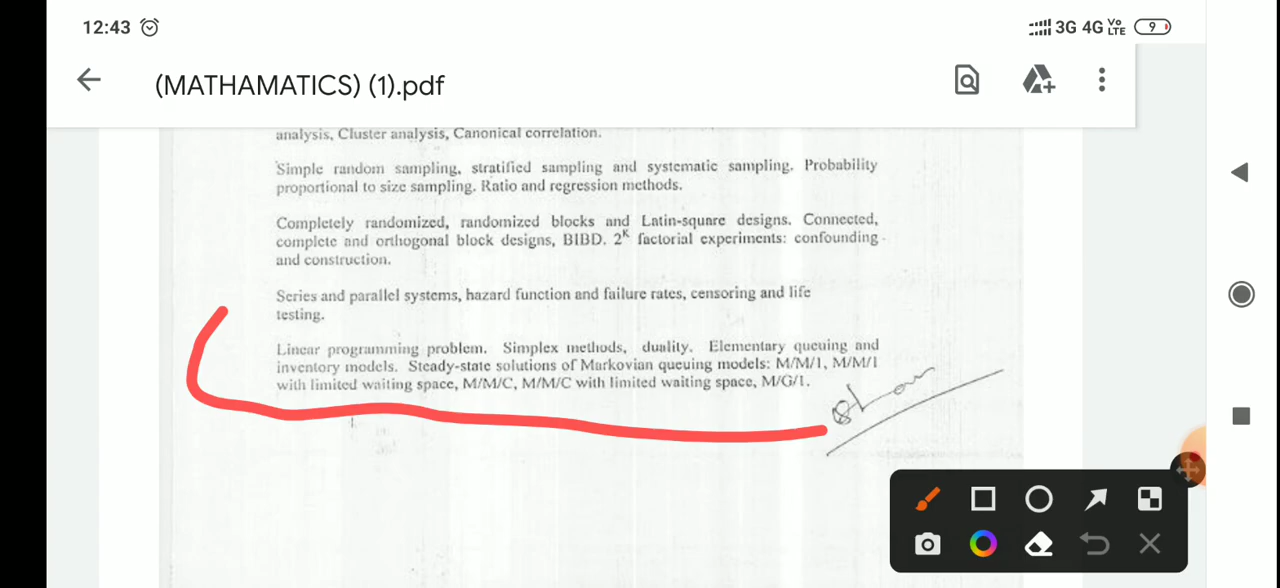 12:43
3G 4G Vo LTE 9
(MATHAMATICS) (1).pdf
analysis, Cluster analysis, Canonical correlation.
Simple random sampling, stratified sampling and systematic sampling. Probability
proportional to size sampling. Ratio and regression methods.
Completely randomized, randomized blocks and Latin-square designs. Connected,
complete and orthogonal block designs, BIBD. 2ᴷ factorial experiments: confounding
and construction.
Series and parallel systems, hazard function and failure rates, censoring and life
testing.
Linear programming problem. Simplex methods, duality. Elementary queuing and
inventory models. Steady-state solutions of Markovian queuing models: M/M/1, M/M/1
with limited waiting space, M/M/C, M/M/C with limited waiting space, M/G/1.